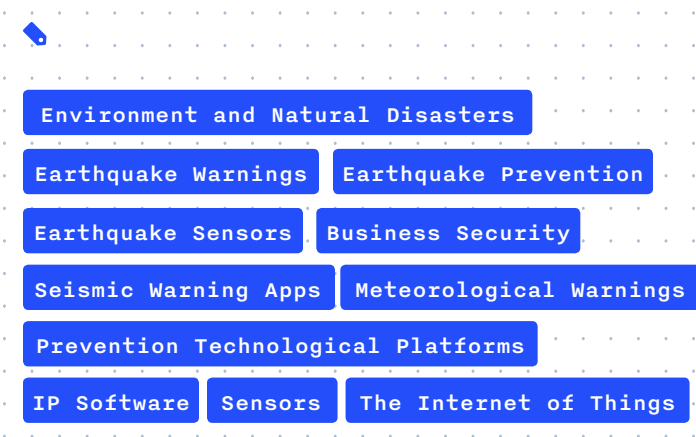 Environment and Natural Disasters
Earthquake Warnings Earthquake Prevention
Earthquake Sensors Business Security
Seismic Warning Apps Meteorological Warnings
Prevention Technological Platforms
IP Software Sensors The Internet of Things